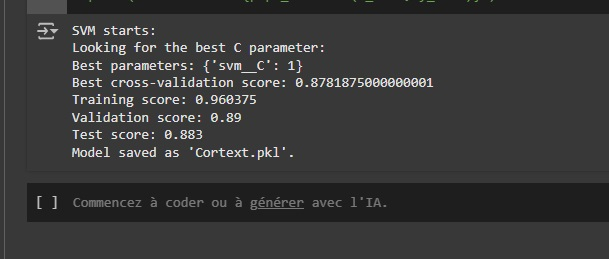 SVM starts:
Looking for the best C parameter:
Best parameters: {'svm__C': 1}
Best cross-validation score: 0.8781875000000001
Training score: 0.960375
Validation score: 0.89
Test score: 0.883
Model saved as 'Cortext.pkl'.
[ ] Commencez à coder ou à générer avec l'IA.